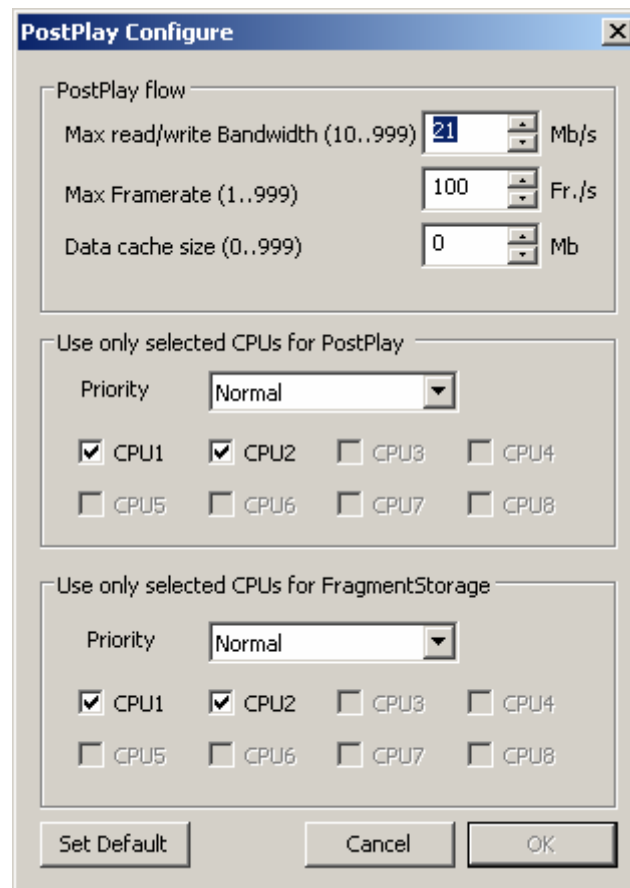 PostPlay Configure
PostPlay flow
Max read/write Bandwidth (10..999) 21 Mb/s
Max Framerate (1..999) 100 Fr./s
Data cache size (0..999) 0 Mb
Use only selected CPUs for PostPlay
Priority Normal
CPU1 CPU2 CPU3 CPU4
CPU5 CPU6 CPU7 CPU8
Use only selected CPUs for FragmentStorage
Priority Normal
CPU1 CPU2 CPU3 CPU4
CPU5 CPU6 CPU7 CPU8
Set Default Cancel OK